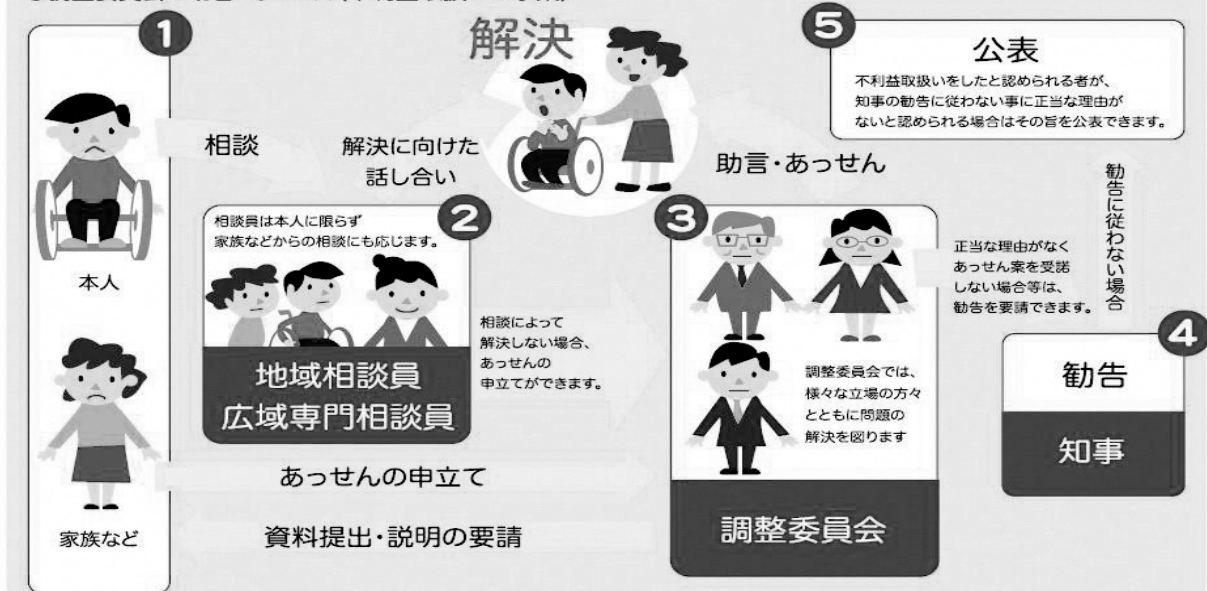 1
本人
家族など
相談
解決に向けた
話し合い
解決
2
相談員は本人に限らず
家族などからの相談にも応じます。
地域相談員
広域専門相談員
相談によって
解決しない場合、
あっせんの
申立てができます。
あっせんの申立て
資料提出・説明の要請
助言・あっせん
3
調整委員会では、
様々な立場の方々
とともに問題の
解決を図ります
調整委員会
正当な理由がなく
あっせん案を受諾
しない場合等は、
勧告を要請できます。
4
勧告
知事
勧告に従わない場合
5
公表
不利益取扱いをしたと認められる者が、
知事の勧告に従わない事に正当な理由が
ないと認められる場合はその旨を公表できます。